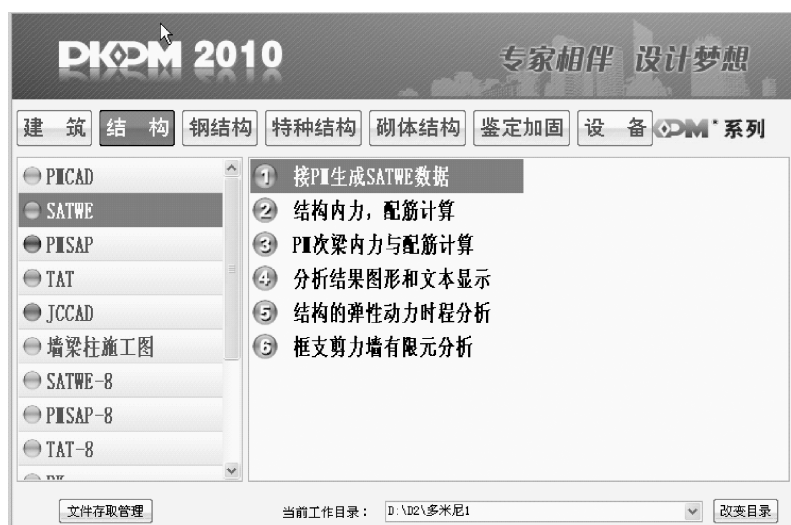 PKPM 2010
专家相伴 设计梦想
建 筑 结 构 钢结构 特种结构 砌体结构 鉴定加固 设 备 PKPM 系列
PMCAD
SATWE
PMSAP
TAT
JCCAD
墙梁柱施工图
SATWE-8
PMSAP-8
TAT-8
1 接PM生成SATWE数据
2 结构内力，配筋计算
3 PM次梁内力与配筋计算
4 分析结果图形和文本显示
5 结构的弹性动力时程分析
6 框支剪力墙有限元分析
文件存取管理
当前工作目录： D:\D2\多米尼1
改变目录